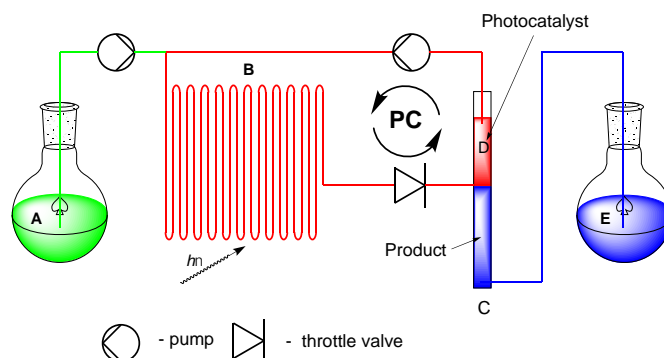 Photocatalyst
B
PC
D
A
E
Product
hn
C
- pump
- throttle valve